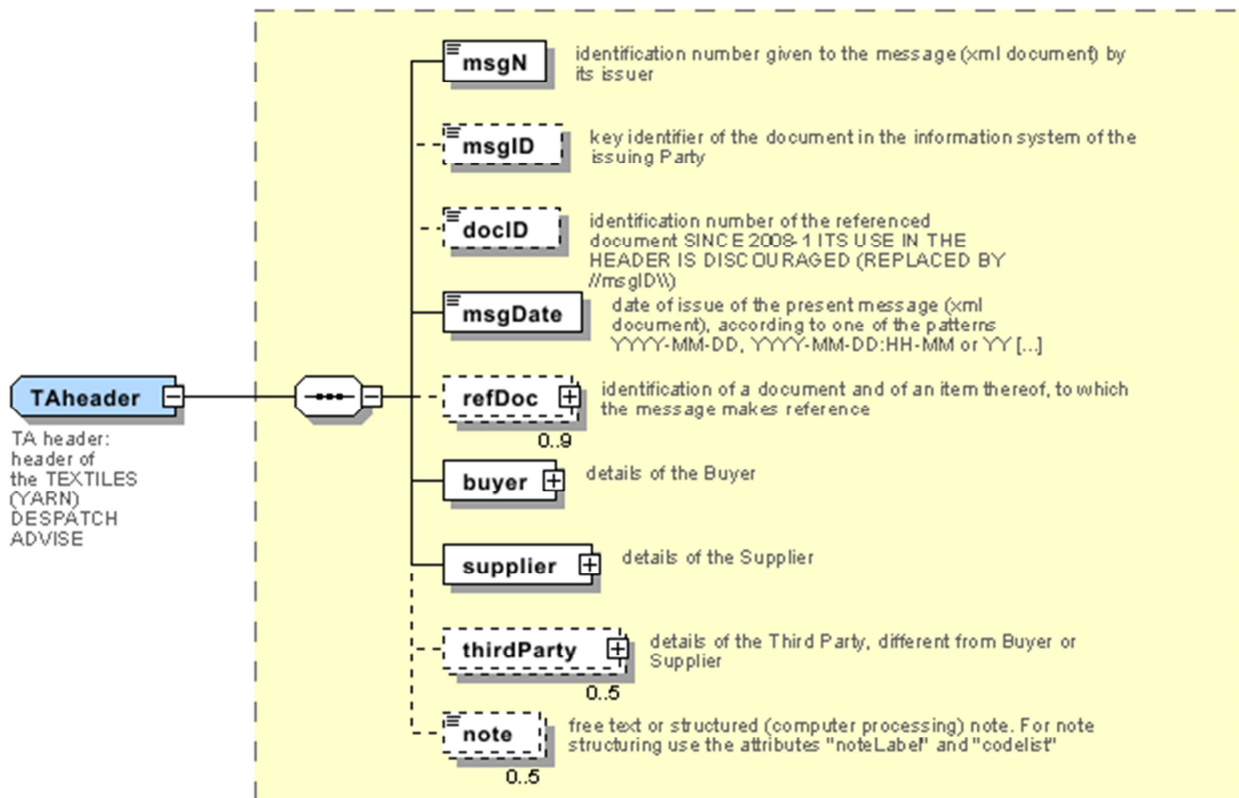 msgN
identification number given to the message (xml document) by
its issuer
msgID
key identifier of the document in the information system of the
issuing Party
docID
identification number of the referenced
document SINCE 2008-1 ITS USE IN THE
HEADER IS DISCOURAGED (REPLACED BY
//msgID\\)
msgDate
date of issue of the present message (xml
document), according to one of the patterns
YYYY-MM-DD, YYYY-MM-DD:HH-MM or YY [...]
TAheader
TA header:
header of
the TEXTILES
(YARN)
DESPATCH
ADVISE
refDoc
identification of a document and of an item thereof, to which
the message makes reference
0..9
buyer
details of the Buyer
supplier
details of the Supplier
thirdParty
details of the Third Party, different from Buyer or
Supplier
0..5
note
free text or structured (computer processing) note. For note
structuring use the attributes "noteLabel" and "codelist"
0..5